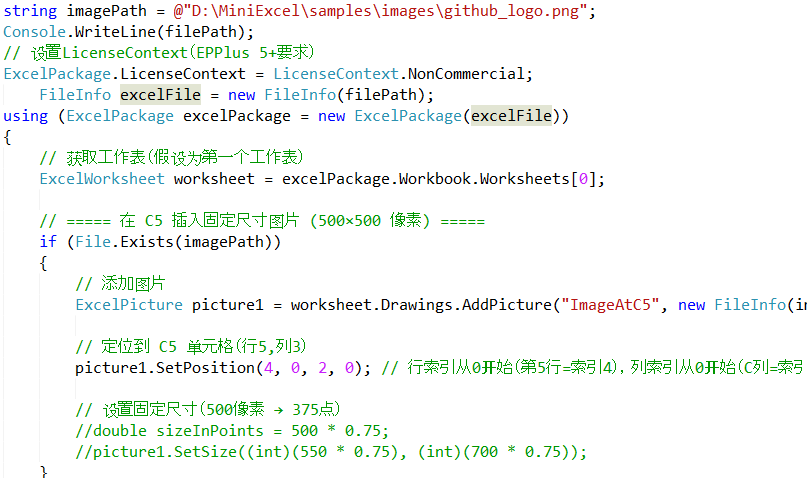 string imagePath = @"D:\MiniExcel\samples\images\github_logo.png";
Console.WriteLine(filePath);
// 设置LicenseContext(EPPlus 5+要求)
ExcelPackage.LicenseContext = LicenseContext.NonCommercial;
FileInfo excelFile = new FileInfo(filePath);
using (ExcelPackage excelPackage = new ExcelPackage(excelFile))
{
// 获取工作表(假设为第一个工作表)
ExcelWorksheet worksheet = excelPackage.Workbook.Worksheets[0];
// ===== 在 C5 插入固定尺寸图片 (500×500 像素) =====
if (File.Exists(imagePath))
{
// 添加图片
ExcelPicture picture1 = worksheet.Drawings.AddPicture("ImageAtC5", new FileInfo(in
// 定位到 C5 单元格(行5,列3)
picture1.SetPosition(4, 0, 2, 0); // 行索引从0开始(第5行=索引4), 列索引从0开始(C列=索引
// 设置固定尺寸(500像素 → 375点)
//double sizeInPoints = 500 * 0.75;
//picture1.SetSize((int)(550 * 0.75), (int)(700 * 0.75));
}